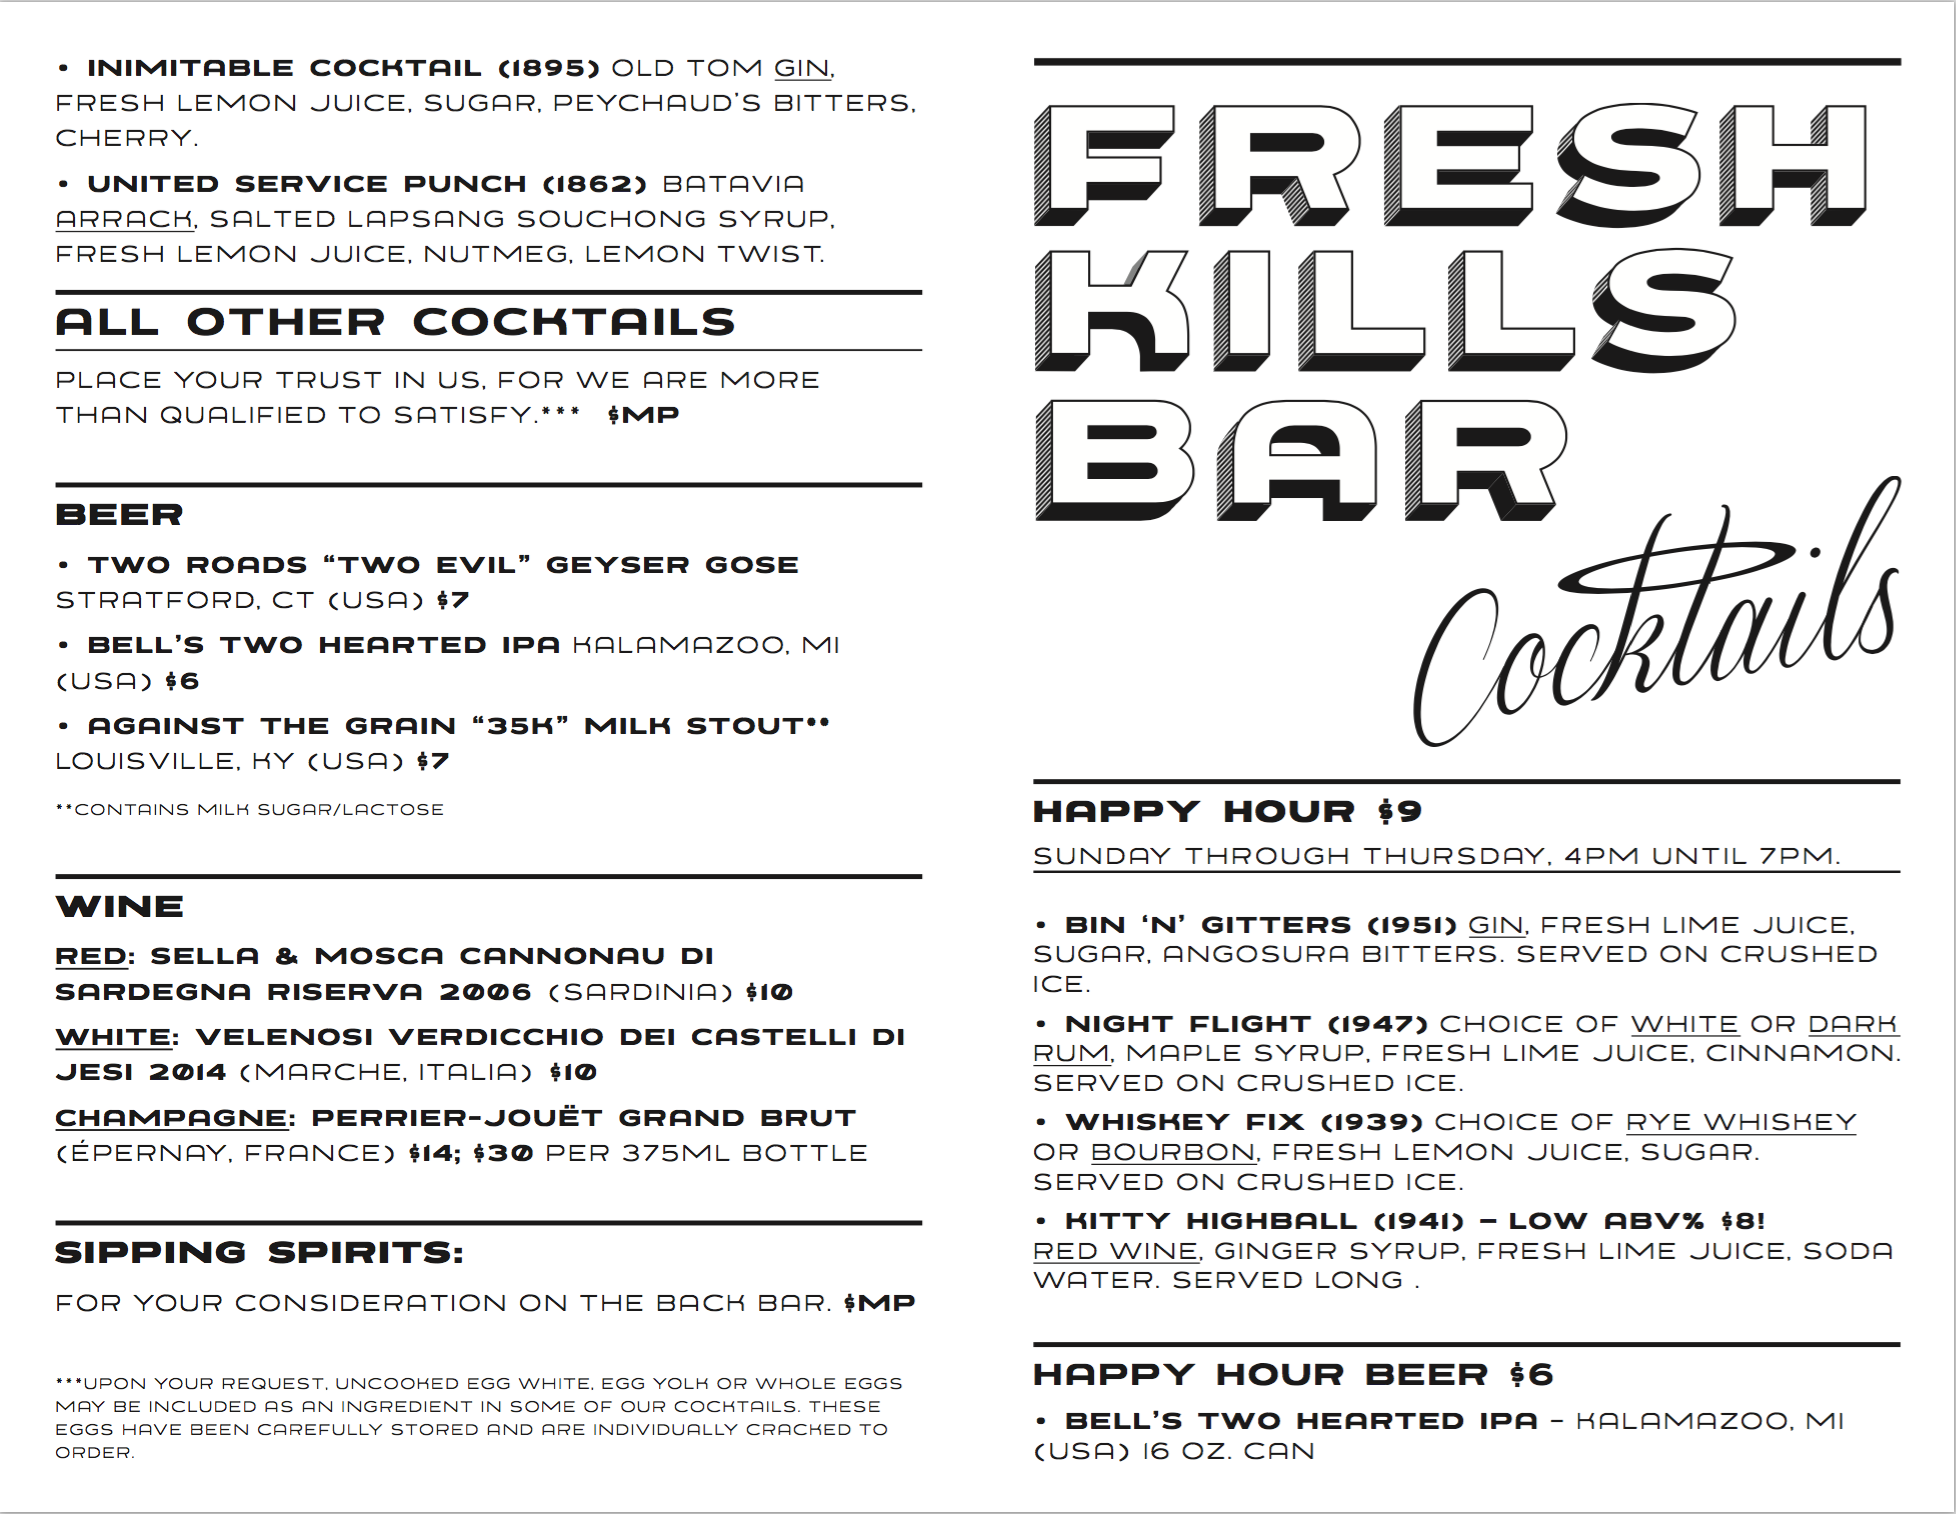 • INIMITABLE COCKTAIL (1895) OLD TOM GIN,
FRESH LEMON JUICE, SUGAR, PEYCHAUD'S BITTERS,
CHERRY.
• UNITED SERVICE PUNCH (1862) BATAVIA
ARRACK, SALTED LAPSANG SOUCHONG SYRUP,
FRESH LEMON JUICE, NUTMEG, LEMON TWIST.
ALL OTHER COCKTAILS
PLACE YOUR TRUST IN US, FOR WE ARE MORE
THAN QUALIFIED TO SATISFY.*** $MP
BEER
• TWO ROADS “TWO EVIL” GEYSER GOSE
STRATFORD, CT (USA) $7
• BELL’S TWO HEARTED IPA KALAMAZOO, MI
(USA) $6
• AGAINST THE GRAIN “35K” MILK STOUT**
LOUISVILLE, KY (USA) $7
**CONTAINS MILK SUGAR/LACTOSE
WINE
RED: SELLA & MOSCA CANNONAU DI
SARDEGNA RISERVA 2006 (SARDINIA) $10
WHITE: VELENOSI VERDICCHIO DEI CASTELLI DI
JESI 2014 (MARCHE, ITALIA) $10
CHAMPAGNE: PERRIER-JOUËT GRAND BRUT
(ÉPERNAY, FRANCE) $14; $30 PER 375ML BOTTLE
SIPPING SPIRITS:
FOR YOUR CONSIDERATION ON THE BACK BAR. $MP
***UPON YOUR REQUEST, UNCOOKED EGG WHITE, EGG YOLK OR WHOLE EGGS
MAY BE INCLUDED AS AN INGREDIENT IN SOME OF OUR COCKTAILS. THESE
EGGS HAVE BEEN CAREFULLY STORED AND ARE INDIVIDUALLY CRACKED TO
ORDER.
FRESH
KILLS
BAR
Cocktails
HAPPY HOUR $9
SUNDAY THROUGH THURSDAY, 4PM UNTIL 7PM.
• BIN ‘N’ GITTERS (1951) GIN, FRESH LIME JUICE,
SUGAR, ANGOSURA BITTERS. SERVED ON CRUSHED
ICE.
• NIGHT FLIGHT (1947) CHOICE OF WHITE OR DARK
RUM, MAPLE SYRUP, FRESH LIME JUICE, CINNAMON.
SERVED ON CRUSHED ICE.
• WHISKEY FIX (1939) CHOICE OF RYE WHISKEY
OR BOURBON, FRESH LEMON JUICE, SUGAR.
SERVED ON CRUSHED ICE.
• KITTY HIGHBALL (1941) – LOW ABV% $8!
RED WINE, GINGER SYRUP, FRESH LIME JUICE, SODA
WATER. SERVED LONG .
HAPPY HOUR BEER $6
• BELL’S TWO HEARTED IPA – KALAMAZOO, MI
(USA) 16 OZ. CAN